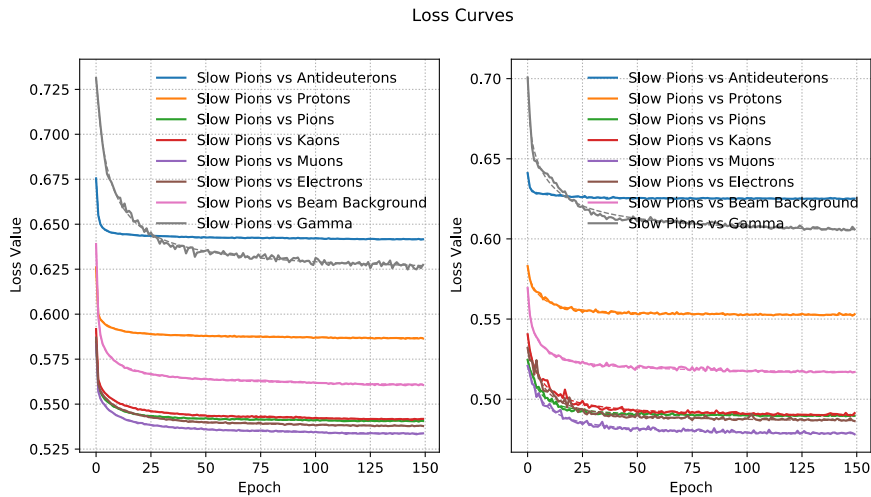 Loss Curves
Loss Value
0.725
0.700
0.675
0.650
0.625
0.600
0.575
0.550
0.525
Slow Pions vs Antideuterons
Slow Pions vs Protons
Slow Pions vs Pions
Slow Pions vs Kaons
Slow Pions vs Muons
Slow Pions vs Electrons
Slow Pions vs Beam Background
Slow Pions vs Gamma
0 25 50 75 100 125 150
Epoch
Loss Value
0.70
0.65
0.60
0.55
0.50
Slow Pions vs Antideuterons
Slow Pions vs Protons
Slow Pions vs Pions
Slow Pions vs Kaons
Slow Pions vs Muons
Slow Pions vs Electrons
Slow Pions vs Beam Background
Slow Pions vs Gamma
0 25 50 75 100 125 150
Epoch